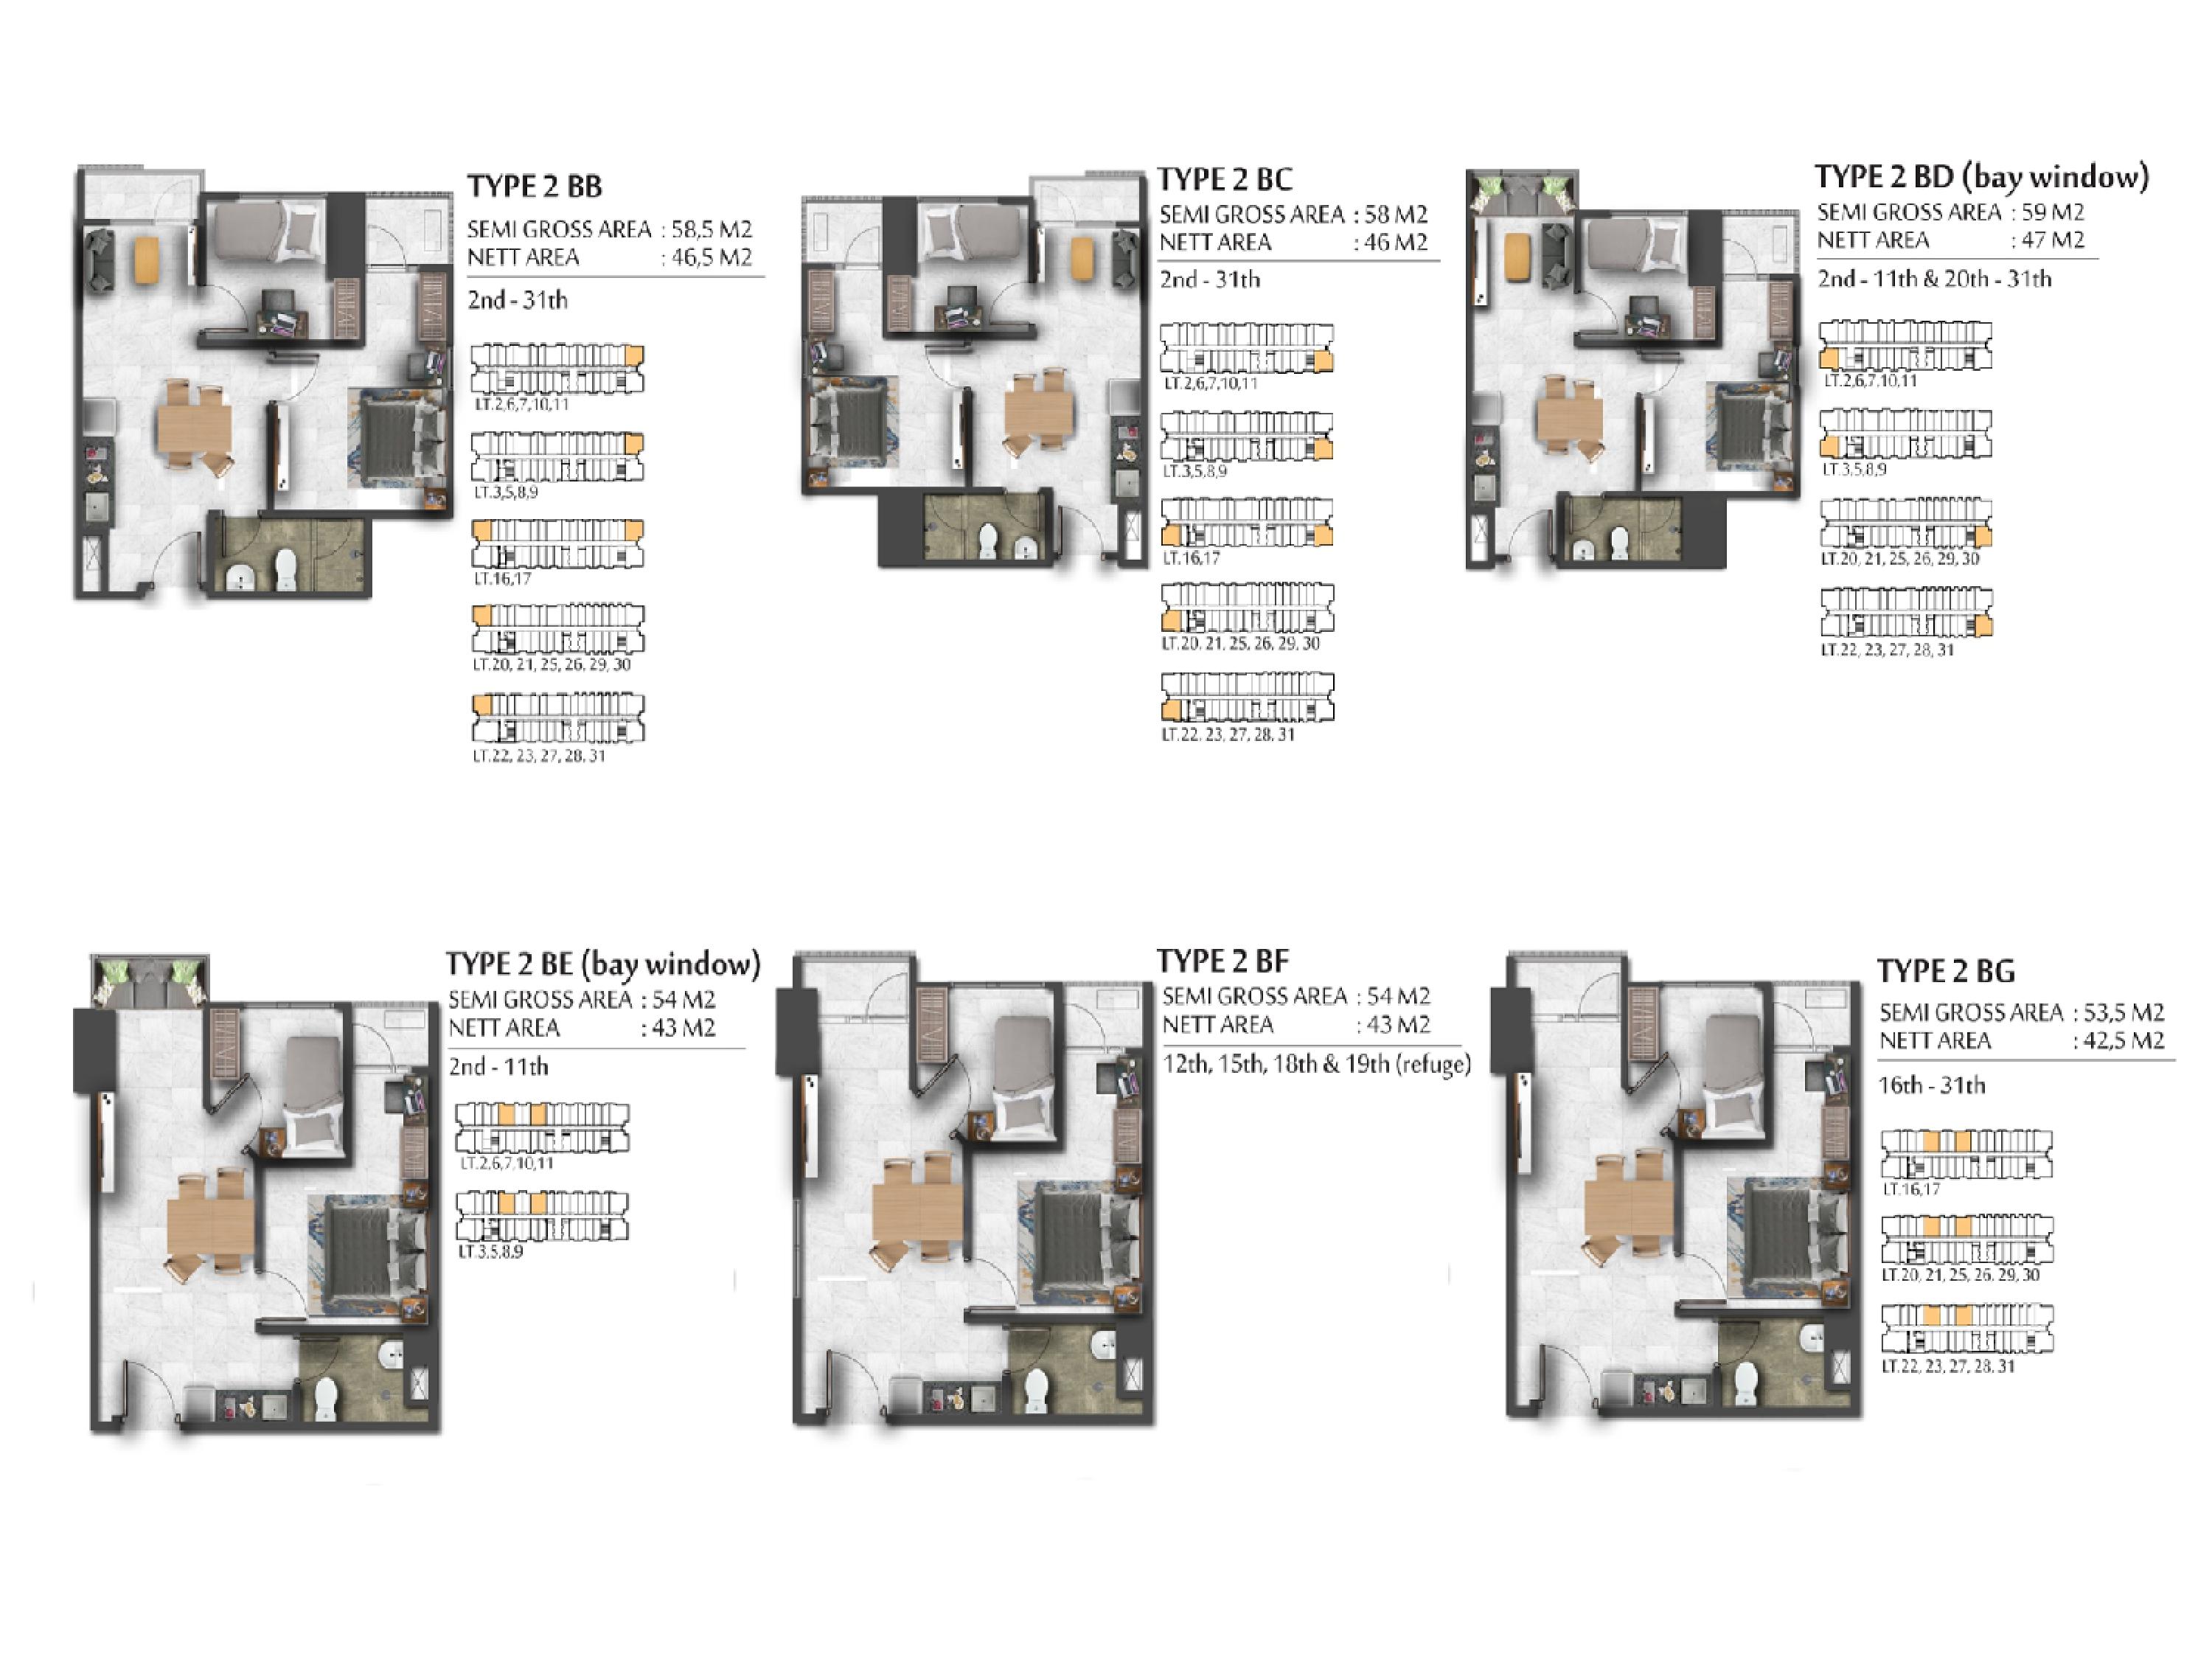 TYPE 2 BB
SEMI GROSS AREA : 58,5 M2
NETT AREA : 46,5 M2
2nd - 31th
LT.2,6,7,10,11
LT.3,5,8,9
LT.16,17
LT.20, 21, 25, 26, 29, 30
LT.22, 23, 27, 28, 31
TYPE 2 BC
SEMI GROSS AREA : 58 M2
NETT AREA : 46 M2
2nd - 31th
LT.2,6,7,10,11
LT.3,5,8,9
LT.16,17
LT.20, 21, 25, 26, 29, 30
LT.22, 23, 27, 28, 31
TYPE 2 BD (bay window)
SEMI GROSS AREA : 59 M2
NETT AREA : 47 M2
2nd - 11th & 20th - 31th
LT.2,6,7,10,11
LT.3,5,8,9
LT.20, 21, 25, 26, 29, 30
LT.22, 23, 27, 28, 31
TYPE 2 BE (bay window)
SEMI GROSS AREA : 54 M2
NETT AREA : 43 M2
2nd - 11th
LT.2,6,7,10,11
LT.3,5,8,9
TYPE 2 BF
SEMI GROSS AREA : 54 M2
NETT AREA : 43 M2
12th, 15th, 18th & 19th (refuge)
TYPE 2 BG
SEMI GROSS AREA : 53,5 M2
NETT AREA : 42,5 M2
16th - 31th
LT.16,17
LT.20, 21, 25, 26, 29, 30
LT.22, 23, 27, 28, 31